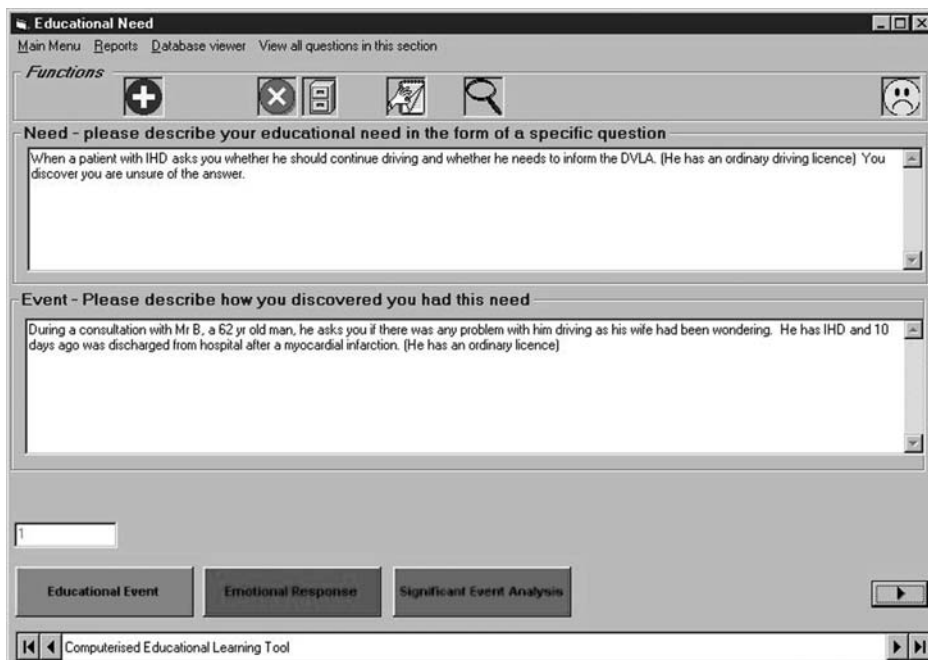 Educational Need
Main Menu Reports Database viewer View all questions in this section
Functions
Need - please describe your educational need in the form of a specific question
When a patient with IHD asks you whether he should continue driving and whether he needs to inform the DVLA. (He has an ordinary driving licence) You
discover you are unsure of the answer.
Event - Please describe how you discovered you had this need
During a consultation with Mr B, a 62 yr old man, he asks you if there was any problem with him driving as his wife had been wondering. He has IHD and 10
days ago was discharged from hospital after a myocardial infarction. (He has an ordinary licence)
1
Educational Event Emotional Response Significant Event Analysis
Computerised Educational Learning Tool